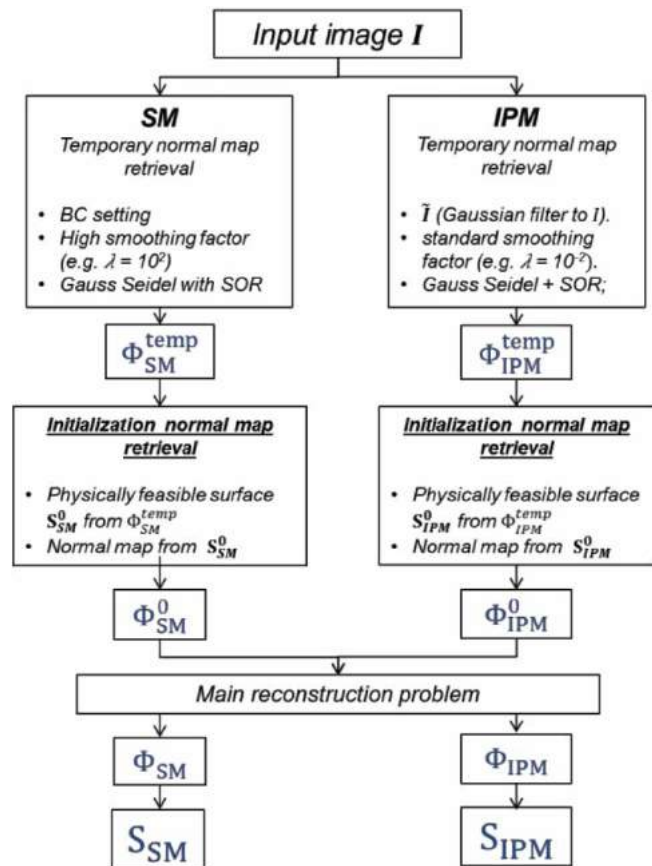 Input image I
SM
Temporary normal map
retrieval
• BC setting
• High smoothing factor
(e.g. λ = 10²)
• Gauss Seidel with SOR
IPM
Temporary normal map
retrieval
• Ĩ (Gaussian filter to I).
• standard smoothing
factor (e.g. λ = 10⁻²).
• Gauss Seidel + SOR;
Φ_SM^temp
Φ_IPM^temp
Initialization normal map
retrieval
• Physically feasible surface
S_SM^0 from Φ_SM^temp
• Normal map from S_SM^0
Initialization normal map
retrieval
• Physically feasible surface
S_IPM^0 from Φ_IPM^temp
• Normal map from S_IPM^0
Φ_SM^0
Φ_IPM^0
Main reconstruction problem
Φ_SM
Φ_IPM
S_SM
S_IPM